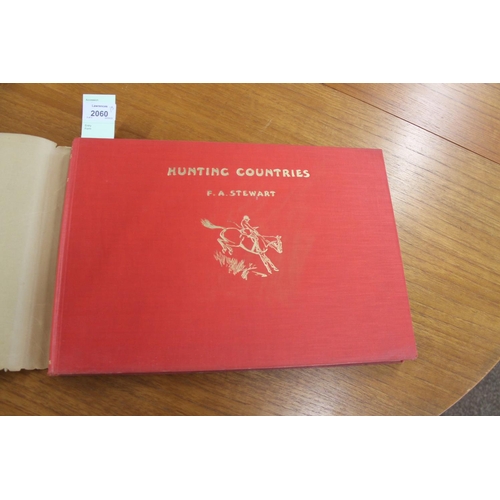 2060
HUNTING COUNTRIES
F. A. STEWART